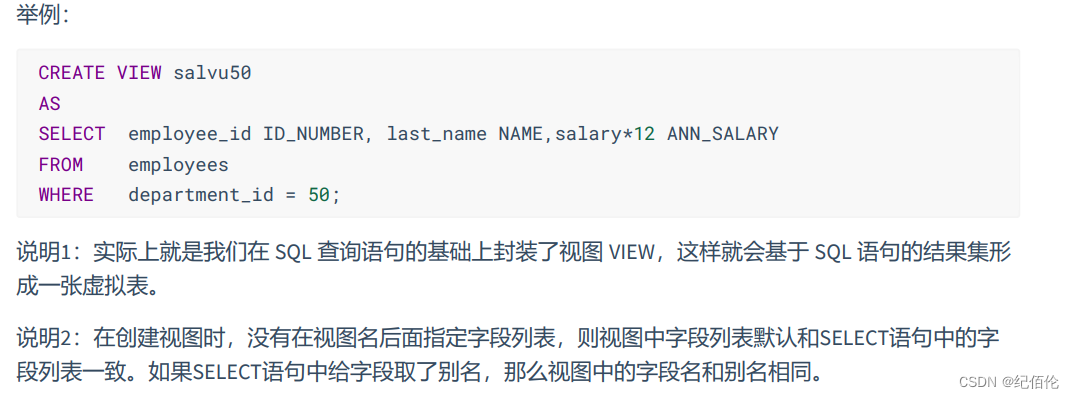 举例：
CREATE VIEW salvu50
AS
SELECT  employee_id ID_NUMBER, last_name NAME,salary*12 ANN_SALARY
FROM    employees
WHERE   department_id = 50;
说明1：实际上就是我们在 SQL 查询语句的基础上封装了视图 VIEW，这样就会基于 SQL 语句的结果集形
成一张虚拟表。
说明2：在创建视图时，没有在视图名后面指定字段列表，则视图中字段列表默认和SELECT语句中的字
段列表一致。如果SELECT语句中给字段取了别名，那么视图中的字段名和别名相同。
CSDN @纪佰伦